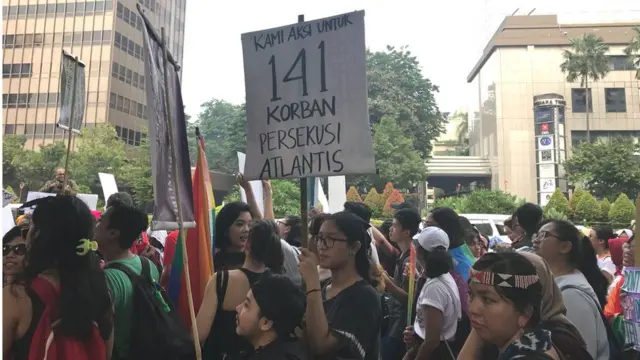 KAMI AKSI UNTUK
141
KORBAN
PERSEKUSI
ATLANTIS